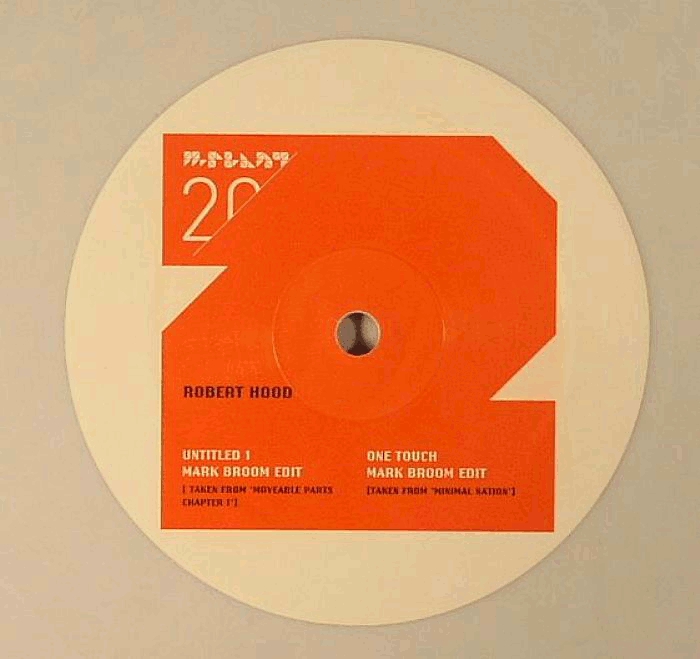 M-PLANT
20
ROBERT HOOD
UNTITLED 1
MARK BROOM EDIT
[ TAKEN FROM 'MOVEABLE PARTS
CHAPTER 1']
ONE TOUCH
MARK BROOM EDIT
[TAKEN FROM 'MINIMAL NATION']